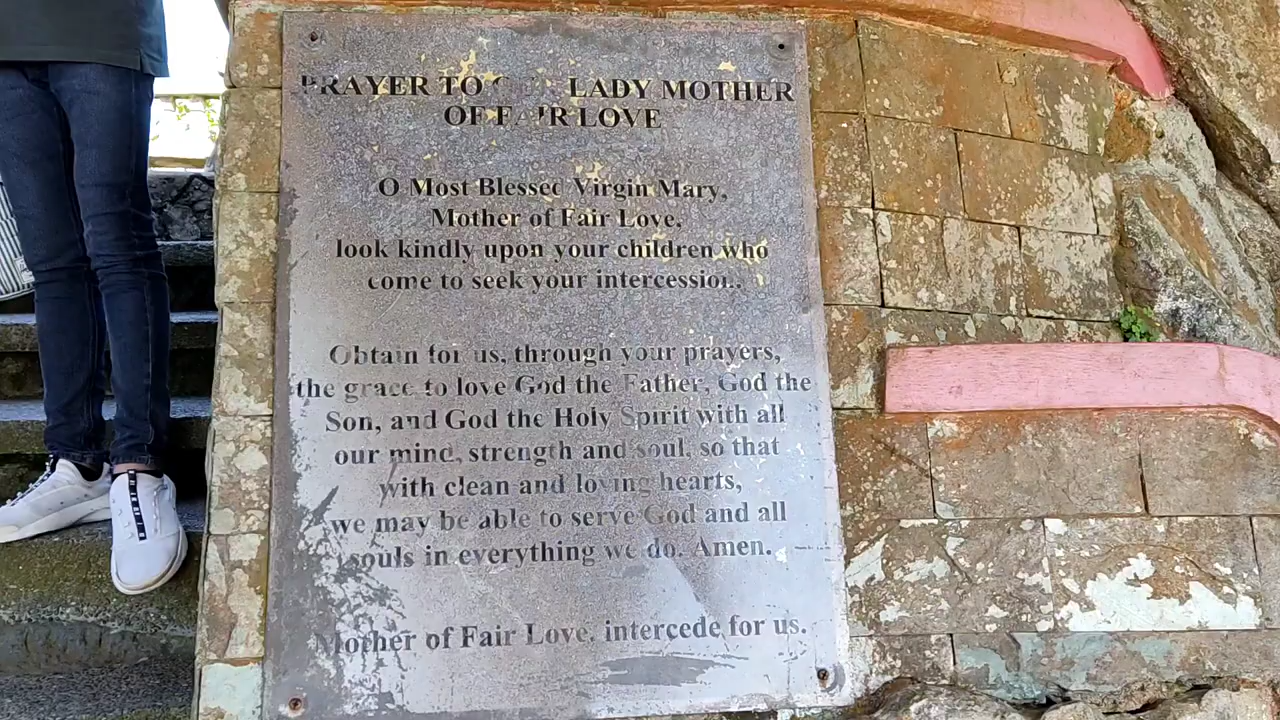 PRAYER TO LADY MOTHER
OF FAIR LOVE
O Most Blessed Virgin Mary,
Mother of Fair Love,
look kindly upon your children who
come to seek your intercession.
Obtain for us, through your prayers,
the grace to love God the Father, God the
Son, and God the Holy Spirit with all
our mind, strength and soul, so that
with clean and loving hearts,
we may be able to serve God and all
souls in everything we do. Amen.
Mother of Fair Love, intercede for us.